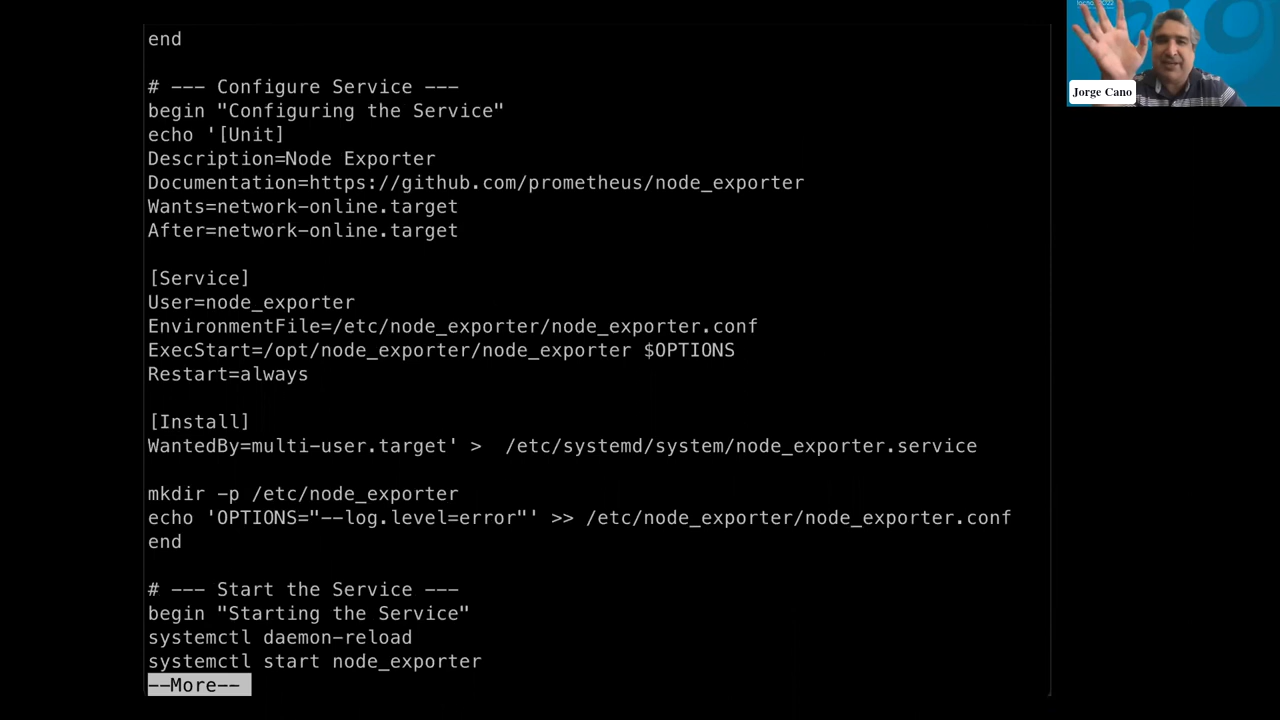 end
# --- Configure Service ---
begin "Configuring the Service"
echo '[Unit]
Description=Node Exporter
Documentation=https://github.com/prometheus/node_exporter
Wants=network-online.target
After=network-online.target
[Service]
User=node_exporter
EnvironmentFile=/etc/node_exporter/node_exporter.conf
ExecStart=/opt/node_exporter/node_exporter $OPTIONS
Restart=always
[Install]
WantedBy=multi-user.target' >  /etc/systemd/system/node_exporter.service
mkdir -p /etc/node_exporter
echo 'OPTIONS="--log.level=error"' >> /etc/node_exporter/node_exporter.conf
end
# --- Start the Service ---
begin "Starting the Service"
systemctl daemon-reload
systemctl start node_exporter
--More--
Jorge Cano